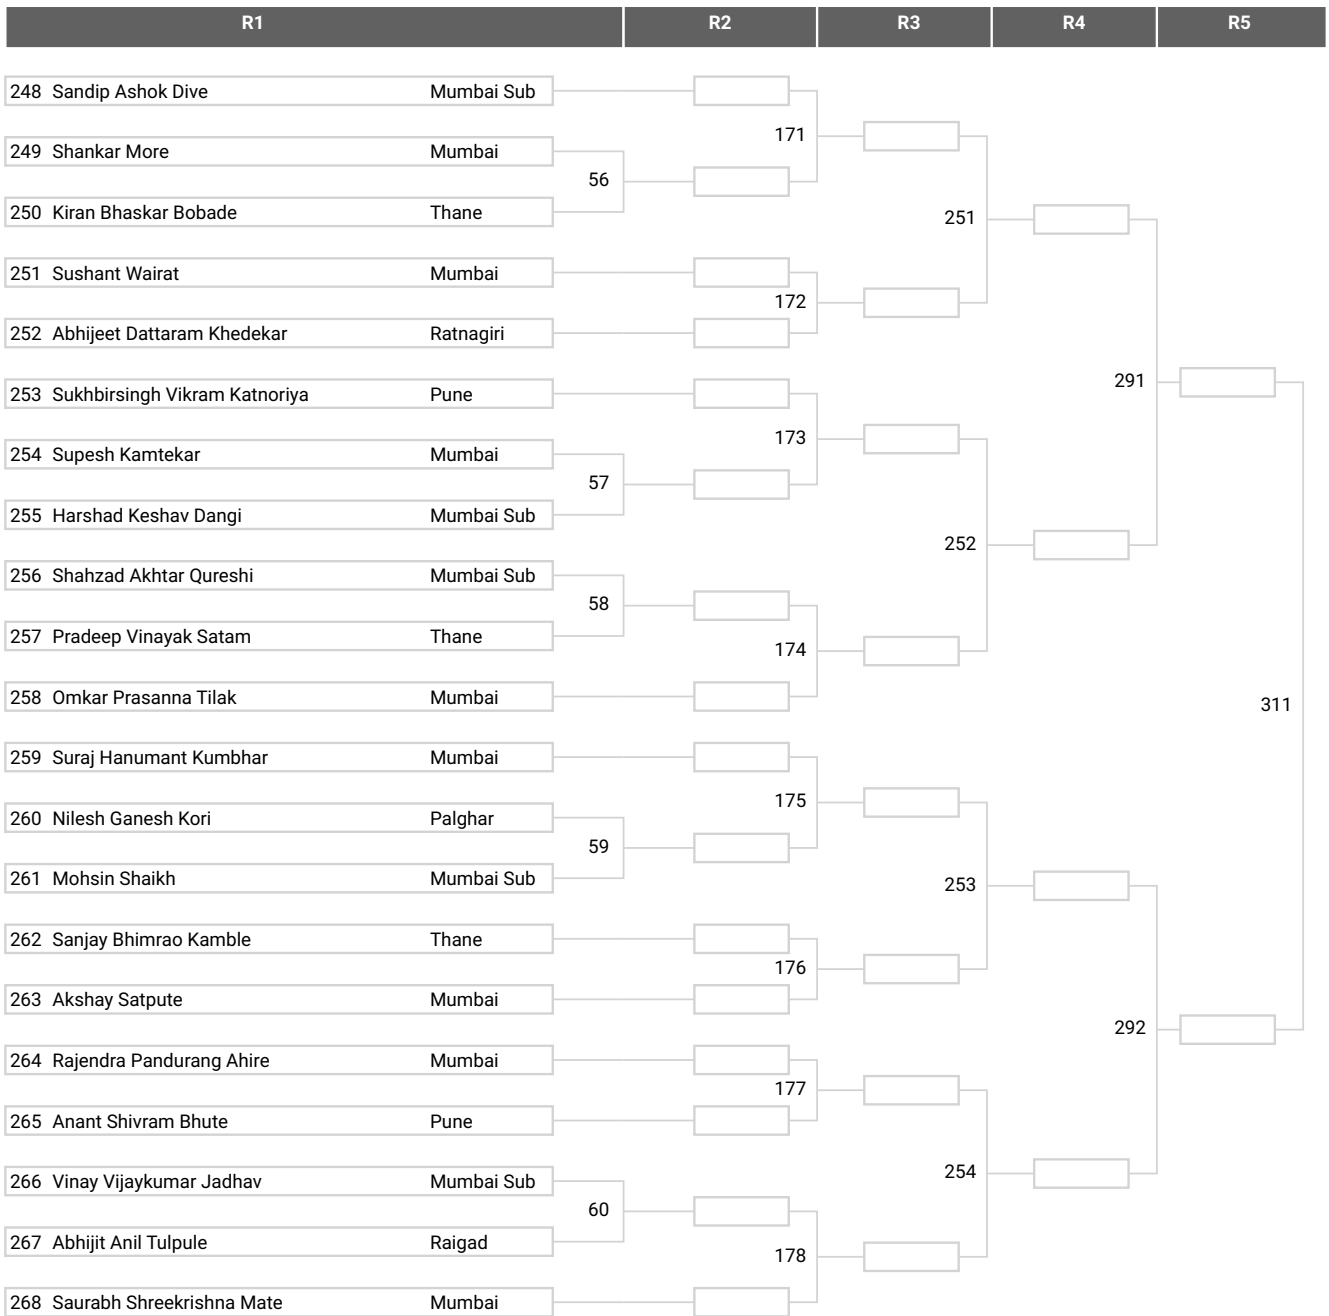 R1 R2 R3 R4 R5
248 Sandip Ashok Dive Mumbai Sub
171
249 Shankar More Mumbai
56
250 Kiran Bhaskar Bobade Thane
251
251 Sushant Wairat Mumbai
172
252 Abhijeet Dattaram Khedekar Ratnagiri
291
253 Sukhbirsingh Vikram Katnoriya Pune
173
254 Supesh Kamtekar Mumbai
57
255 Harshad Keshav Dangi Mumbai Sub
252
256 Shahzad Akhtar Qureshi Mumbai Sub
58
257 Pradeep Vinayak Satam Thane
174
258 Omkar Prasanna Tilak Mumbai
311
259 Suraj Hanumant Kumbhar Mumbai
175
260 Nilesh Ganesh Kori Palghar
59
261 Mohsin Shaikh Mumbai Sub
253
262 Sanjay Bhimrao Kamble Thane
176
263 Akshay Satpute Mumbai
292
264 Rajendra Pandurang Ahire Mumbai
177
265 Anant Shivram Bhute Pune
254
266 Vinay Vijaykumar Jadhav Mumbai Sub
60
267 Abhijit Anil Tulpule Raigad
178
268 Saurabh Shreekrishna Mate Mumbai